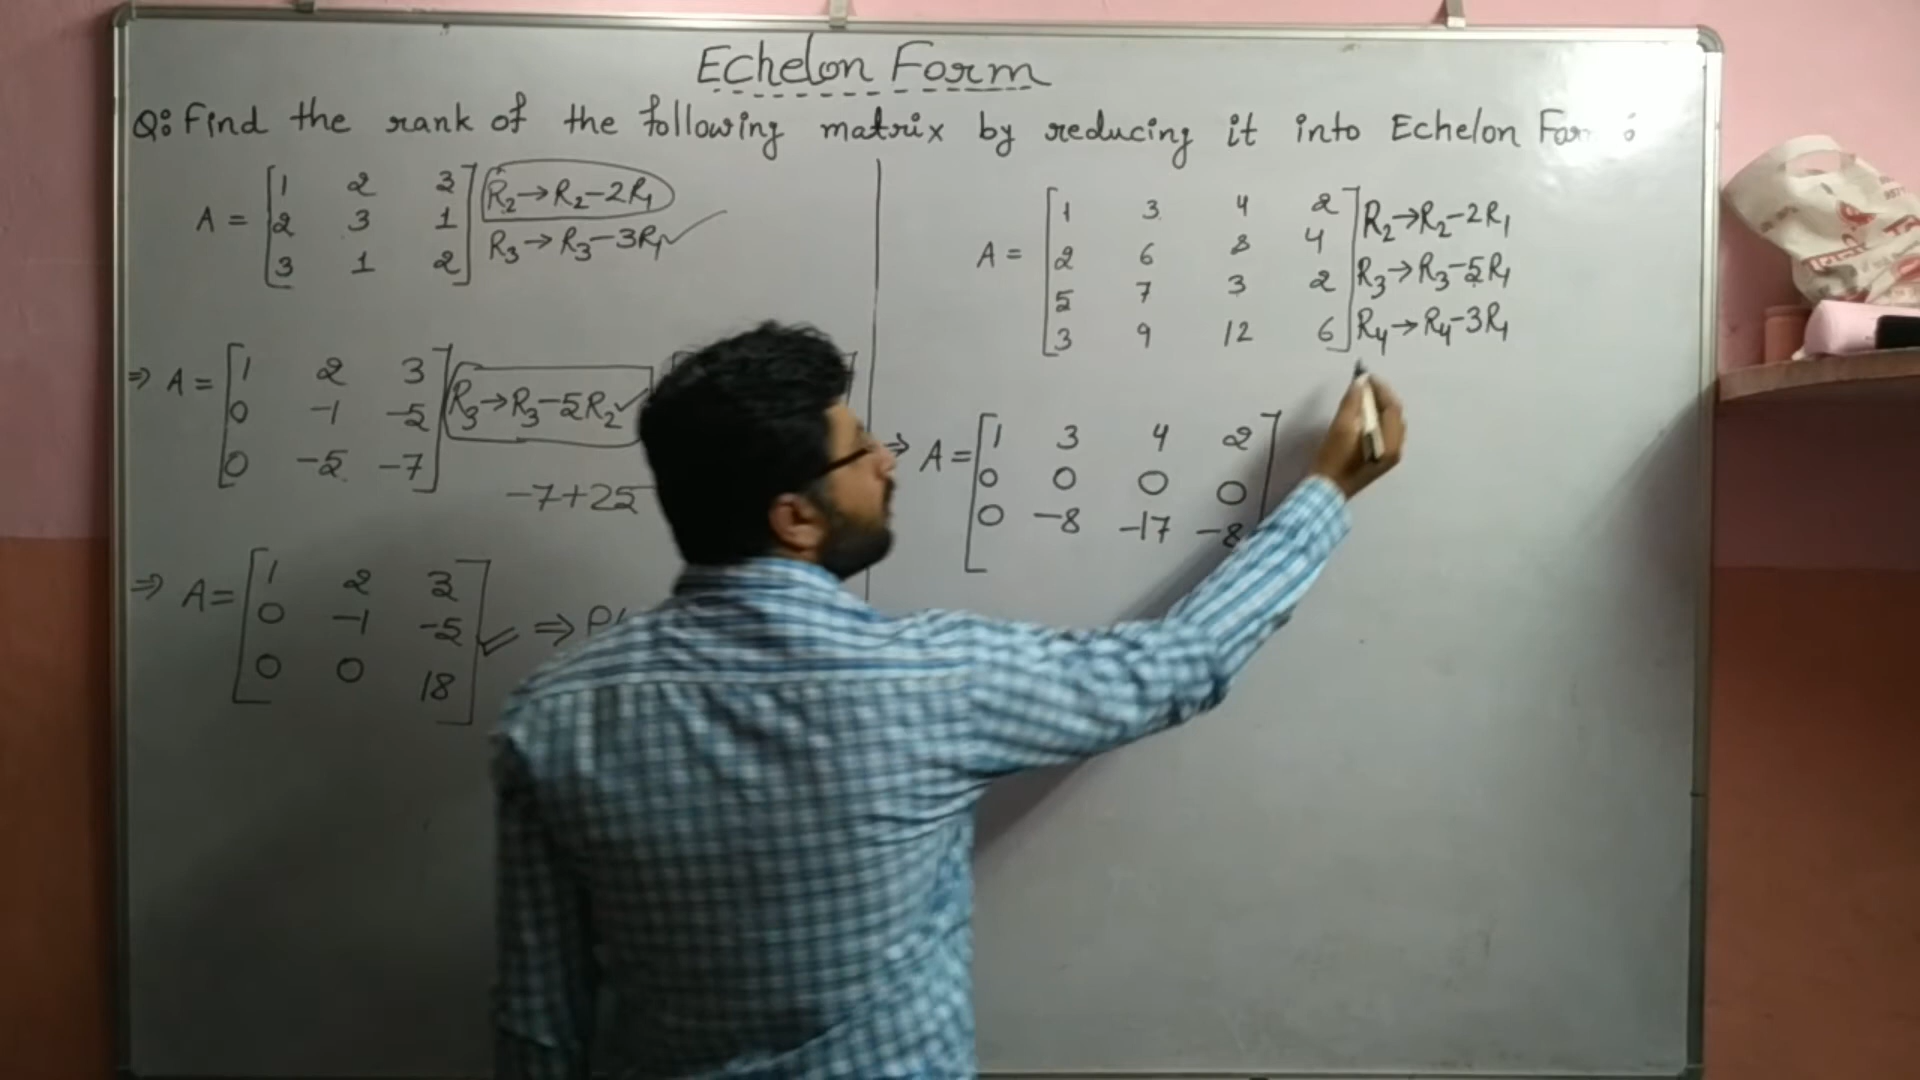 Echelon Form
Q: Find the rank of the following matrix by reducing it into Echelon For :
A = [1 2 3] R2→R2-2R1
[2 3 1] R3→R3-3R1 ✓
[3 1 2]
⇒ A = [1 2 3]
[0 -1 -5] R3→R3-5R2 ✓
[0 -5 -7]
-7+25
⇒ A = [1 2 3]
[0 -1 -5] ✓ ⇒
[0 0 18]
A = [1 3 4 2] R2→R2-2R1
[2 6 8 4] R3→R3-5R1
[5 7 3 2] R4→R4-3R1
[3 9 12 6]
⇒ A = [1 3 4 2]
[0 0 0 0]
[0 -8 -17 -8